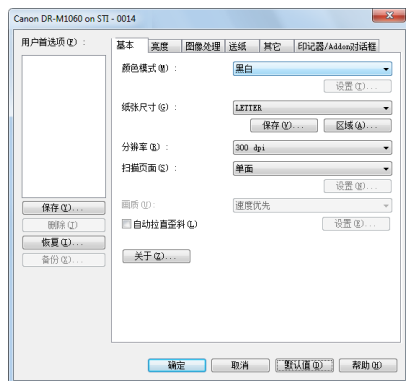 Canon DR-M1060 on STI - 0014
用户首选项(P) :
保存(Y)...
删除(J)
恢复(I)...
备份(X)...
基本 亮度 图像处理 送纸 其它 印记器/Addon对话框
颜色模式(M) : 黑白
设置(T)...
纸张尺寸(G) : LETTER
保存(V)... 区域(A)...
分辨率(R) : 300 dpi
扫描页面(S) : 单面
设置(N)...
画质(U): 速度优先
自动拉直歪斜(L) 设置(K)...
关于(Z)...
确定 取消 默认值(D) 帮助(H)